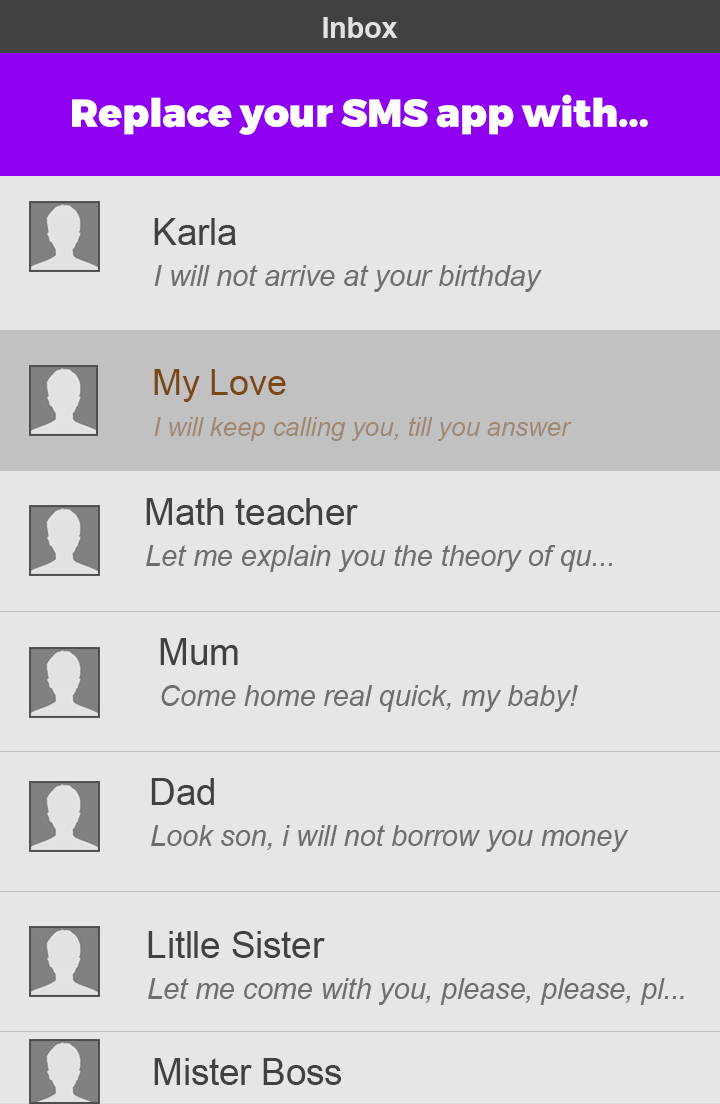 Inbox
Replace your SMS app with...
Karla
I will not arrive at your birthday
My Love
I will keep calling you, till you answer
Math teacher
Let me explain you the theory of qu...
Mum
Come home real quick, my baby!
Dad
Look son, i will not borrow you money
Litlle Sister
Let me come with you, please, please, pl...
Mister Boss